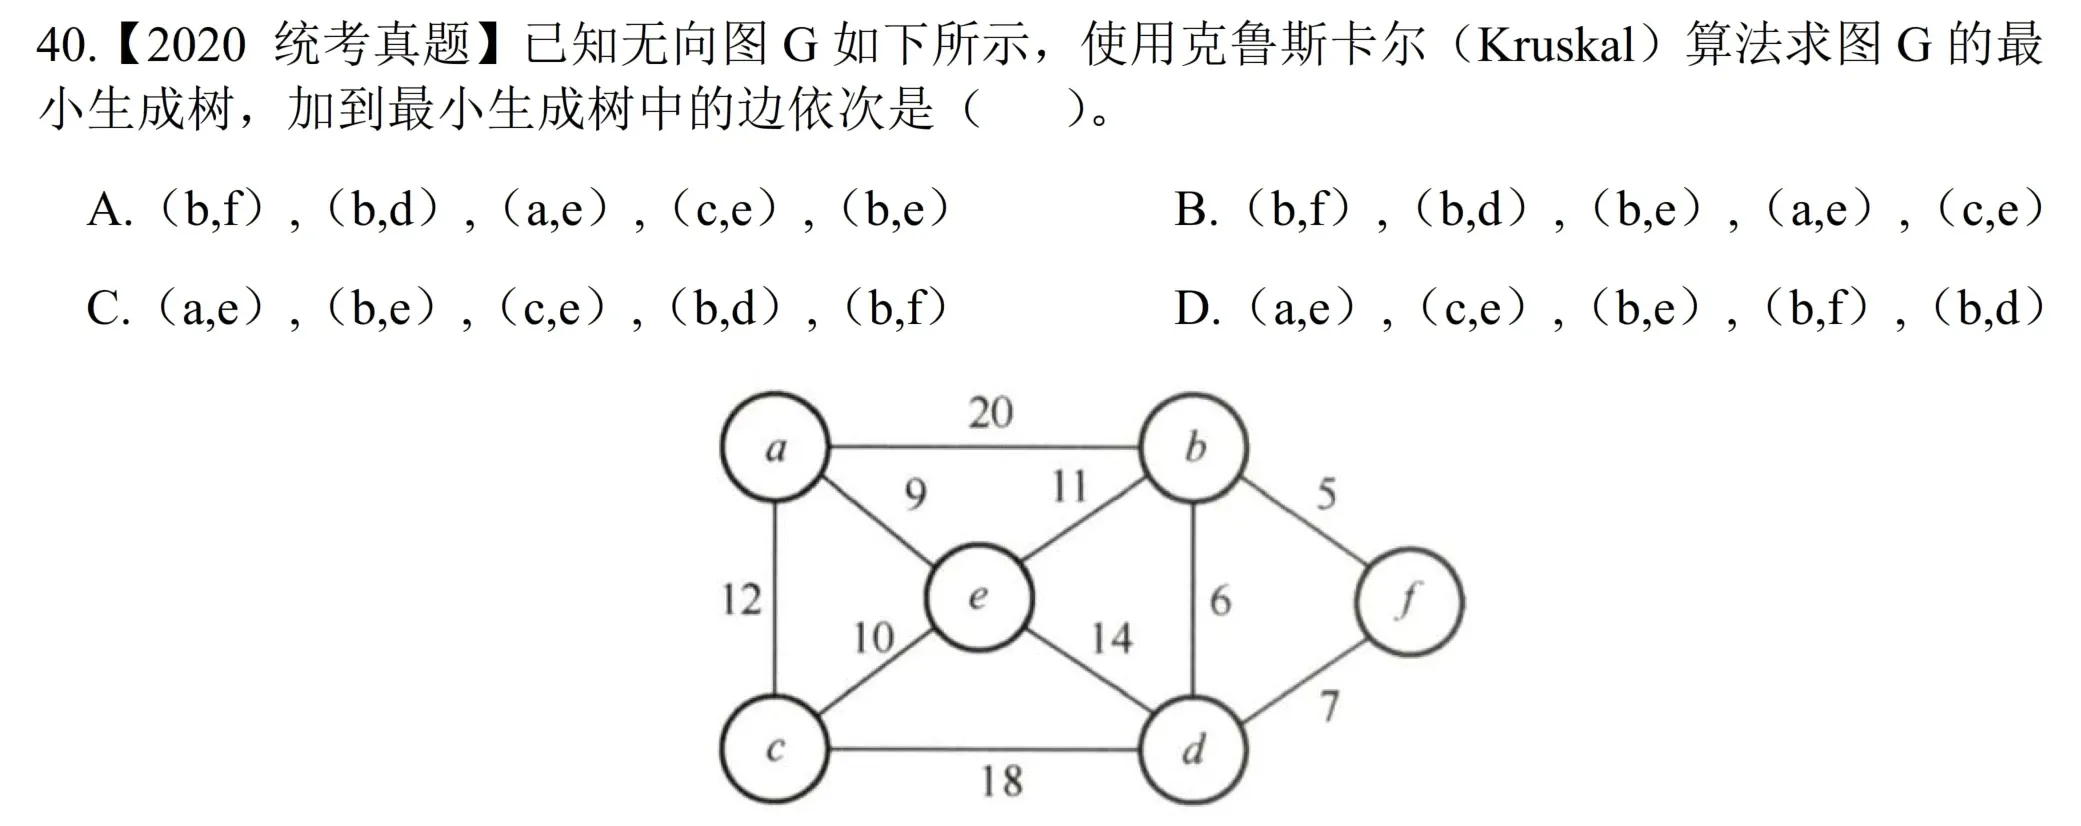 40.【2020 统考真题】已知无向图 G 如下所示，使用克鲁斯卡尔（Kruskal）算法求图 G 的最
小生成树，加到最小生成树中的边依次是（    ）。
A.（b,f）,（b,d）,（a,e）,（c,e）,（b,e）
B.（b,f）,（b,d）,（b,e）,（a,e）,（c,e）
C.（a,e）,（b,e）,（c,e）,（b,d）,（b,f）
D.（a,e）,（c,e）,（b,e）,（b,f）,（b,d）
20
a
b
9
11
5
12
e
6
f
10
14
7
c
d
18